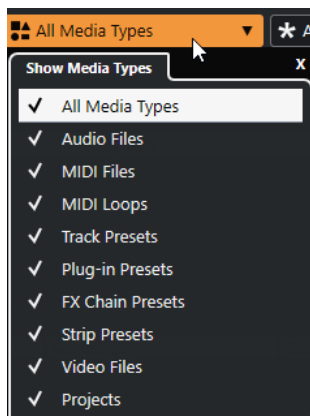 All Media Types
A
Show Media Types
X
All Media Types
Audio Files
MIDI Files
MIDI Loops
Track Presets
Plug-in Presets
FX Chain Presets
Strip Presets
Video Files
Projects